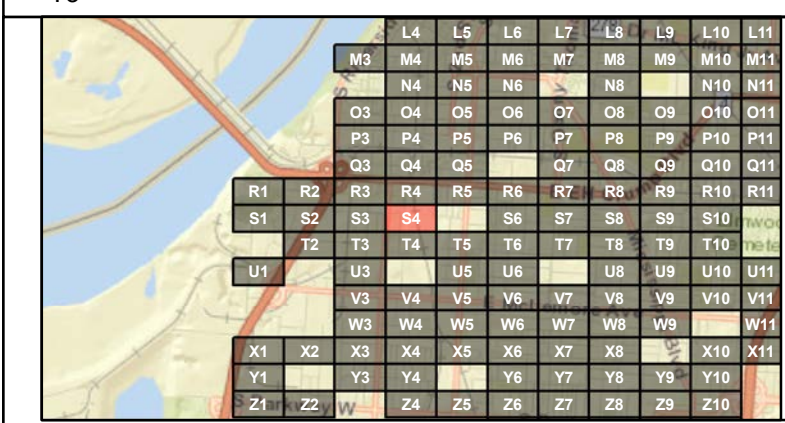 L4 L5 L6 L7 L8 L9 L10 L11
M3 M4 M5 M6 M7 M8 M9 M10 M11
N4 N5 N6 N8 N10 N11
O3 O4 O5 O6 O7 O8 O9 O10 O11
P3 P4 P5 P6 P7 P8 P9 P10 P11
Q3 Q4 Q5 Q7 Q8 Q9 Q10 Q11
R1 R2 R3 R4 R5 R6 R7 R8 R9 R10 R11
S1 S2 S3 S4 S6 S7 S8 S9 S10
T2 T3 T4 T5 T6 T7 T8 T9 T10
U1 U3 U5 U6 U8 U9 U10 U11
V3 V4 V5 V6 V7 V8 V9 V10 V11
W3 W4 W5 W6 W7 W8 W9 W11
X1 X2 X3 X4 X5 X6 X7 X8 X10 X11
Y1 Y3 Y4 Y6 Y7 Y8 Y9 Y10
Z1 Z2 W Z4 Z5 Z6 Z7 Z8 Z9 Z10